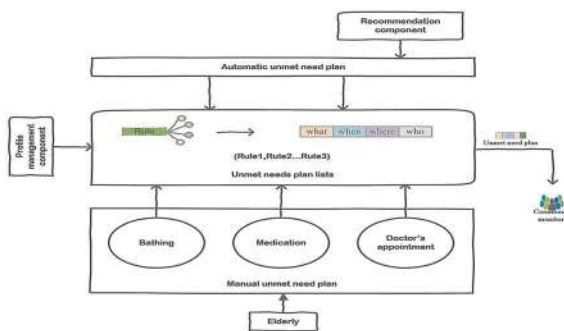 Recommendation
component
Automatic unmet need plan
Profile
management
component
Rule
what when where who
(Rule1,Rule2...Rule3)
Unmet needs plan lists
Unmet need plan
Bathing
Medication
Doctor's
appointment
Manual unmet need plan
Elderly